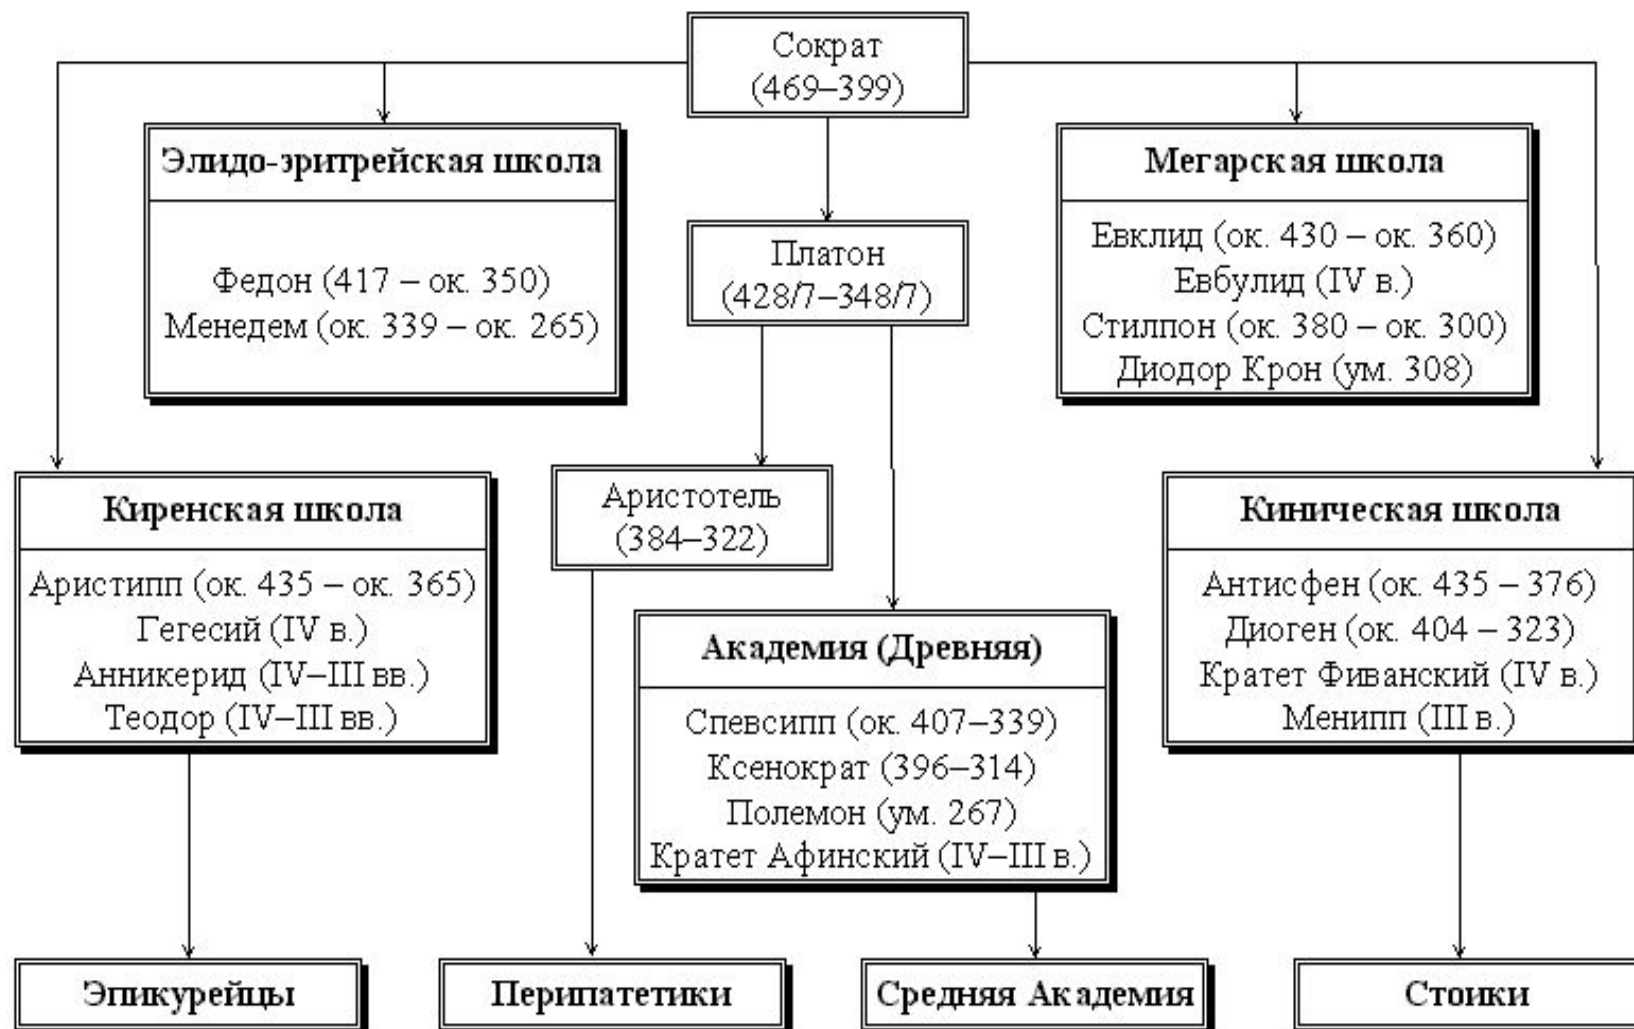 Сократ
(469–399)
Элидо-эритрейская школа
Федон (417 – ок. 350)
Менедем (ок. 339 – ок. 265)
Платон
(428/7–348/7)
Мегарская школа
Евклид (ок. 430 – ок. 360)
Евбулид (IV в.)
Стилпон (ок. 380 – ок. 300)
Диодор Крон (ум. 308)
Киренская школа
Аристипп (ок. 435 – ок. 365)
Гегесий (IV в.)
Анникерид (IV–III вв.)
Теодор (IV–III вв.)
Аристотель
(384–322)
Академия (Древняя)
Спевсипп (ок. 407–339)
Ксенократ (396–314)
Полемон (ум. 267)
Кратет Афинский (IV–III в.)
Киническая школа
Антисфен (ок. 435 – 376)
Диоген (ок. 404 – 323)
Кратет Фиванский (IV в.)
Менипп (III в.)
Эпикурейцы
Перипатетики
Средняя Академия
Стоики